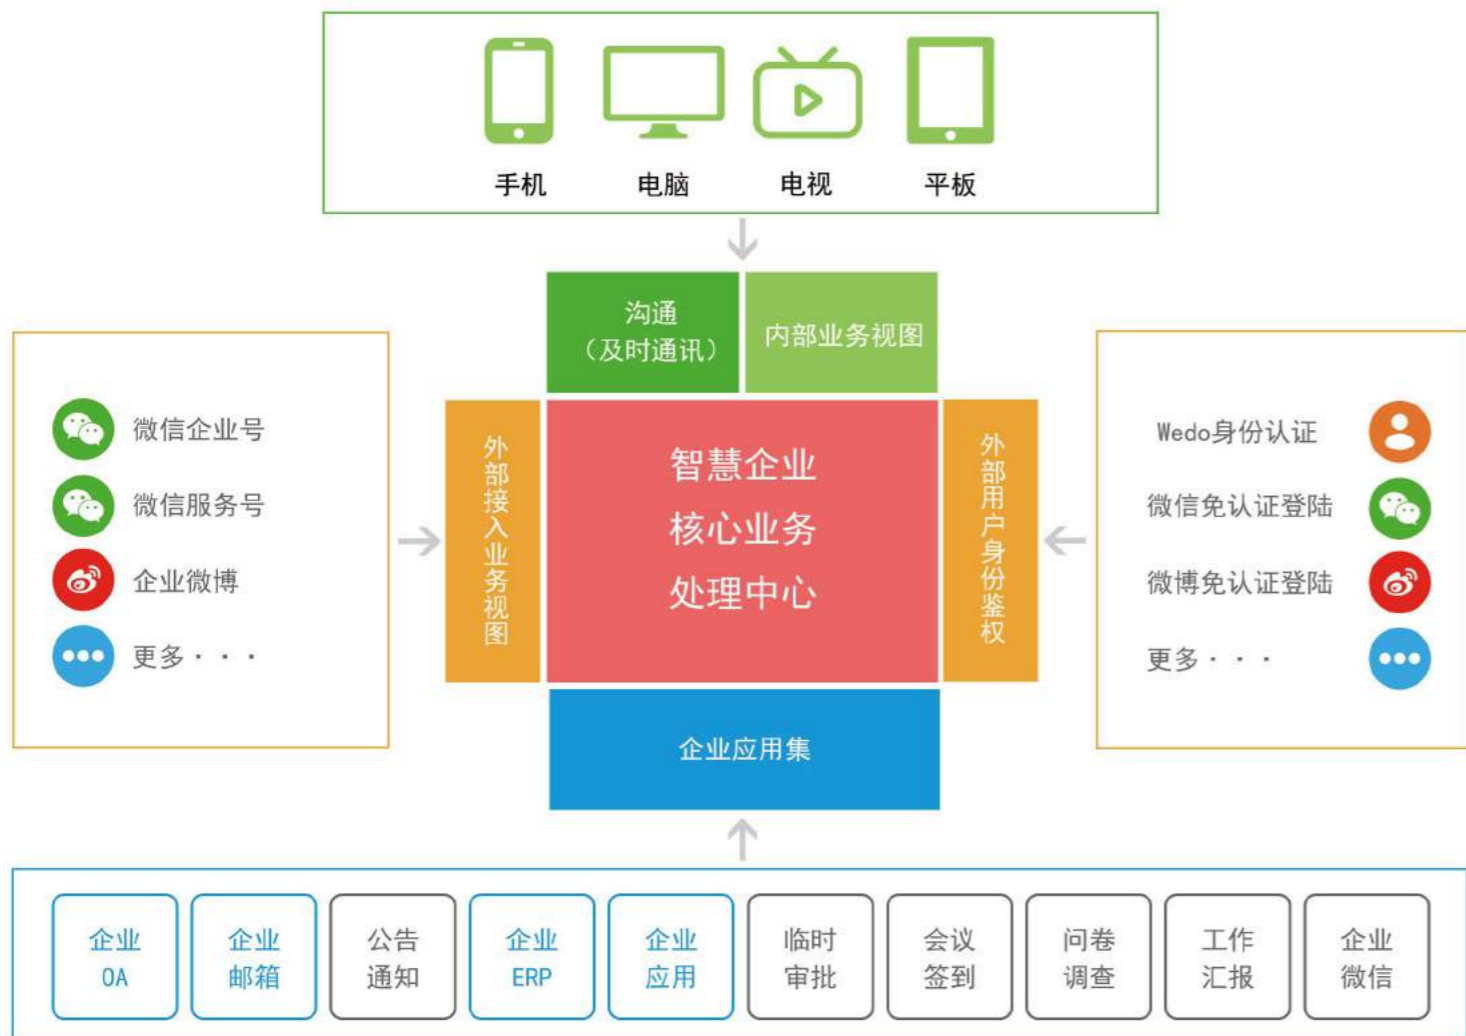 手机
电脑
电视
平板
沟通
（及时通讯）
内部业务视图
微信企业号
微信服务号
企业微博
更多···
外部接入业务视图
智慧企业
核心业务
处理中心
外部用户身份鉴权
Wedo身份认证
微信免认证登陆
微博免认证登陆
更多···
企业应用集
企业
OA
企业
邮箱
公告
通知
企业
ERP
企业
应用
临时
审批
会议
签到
问卷
调查
工作
汇报
企业
微信